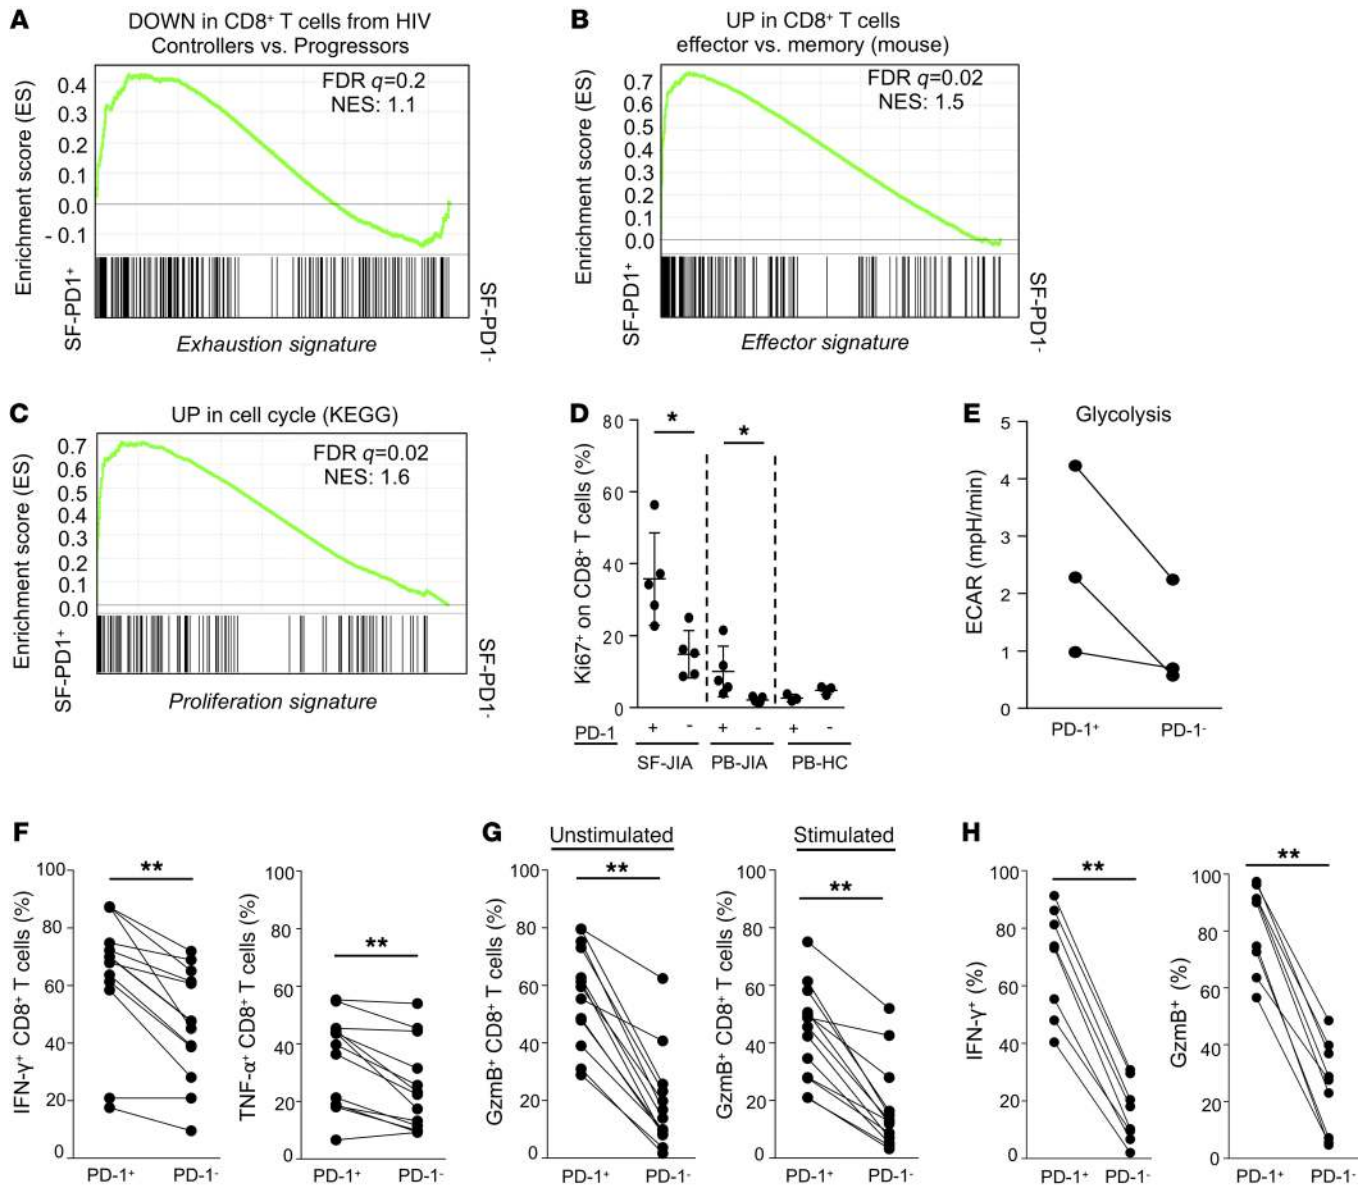 A
DOWN in CD8⁺ T cells from HIV
Controllers vs. Progressors
Enrichment score (ES)
0.4
0.3
0.2
0.1
0.0
- 0.1
FDR q=0.2
NES: 1.1
SF-PD1⁺
SF-PD1⁻
Exhaustion signature
B
UP in CD8⁺ T cells
effector vs. memory (mouse)
Enrichment score (ES)
0.7
0.6
0.5
0.4
0.3
0.2
0.1
0.0
FDR q=0.02
NES: 1.5
SF-PD1⁺
SF-PD1⁻
Effector signature
C
UP in cell cycle (KEGG)
Enrichment score (ES)
0.7
0.6
0.5
0.4
0.3
0.2
0.1
0.0
FDR q=0.02
NES: 1.6
SF-PD1⁺
SF-PD1⁻
Proliferation signature
D
Ki67⁺ on CD8⁺ T cells (%)
80
60
40
20
0
*
*
PD-1
+ - + - + -
SF-JIA PB-JIA PB-HC
E
Glycolysis
ECAR (mpH/min)
5
4
3
2
1
0
PD-1⁺ PD-1⁻
F
IFN-γ⁺ CD8⁺ T cells (%)
100
80
60
40
20
0
**
PD-1⁺ PD-1⁻
TNF-α⁺ CD8⁺ T cells (%)
100
80
60
40
20
0
**
PD-1⁺ PD-1⁻
G
Unstimulated
GzmB⁺ CD8⁺ T cells (%)
100
80
60
40
20
0
**
PD-1⁺ PD-1⁻
Stimulated
GzmB⁺ CD8⁺ T cells (%)
100
80
60
40
20
0
**
PD-1⁺ PD-1⁻
H
IFN-γ⁺ (%)
100
80
60
40
20
0
**
PD-1⁺ PD-1⁻
GzmB⁺ (%)
100
80
60
40
20
0
**
PD-1⁺ PD-1⁻